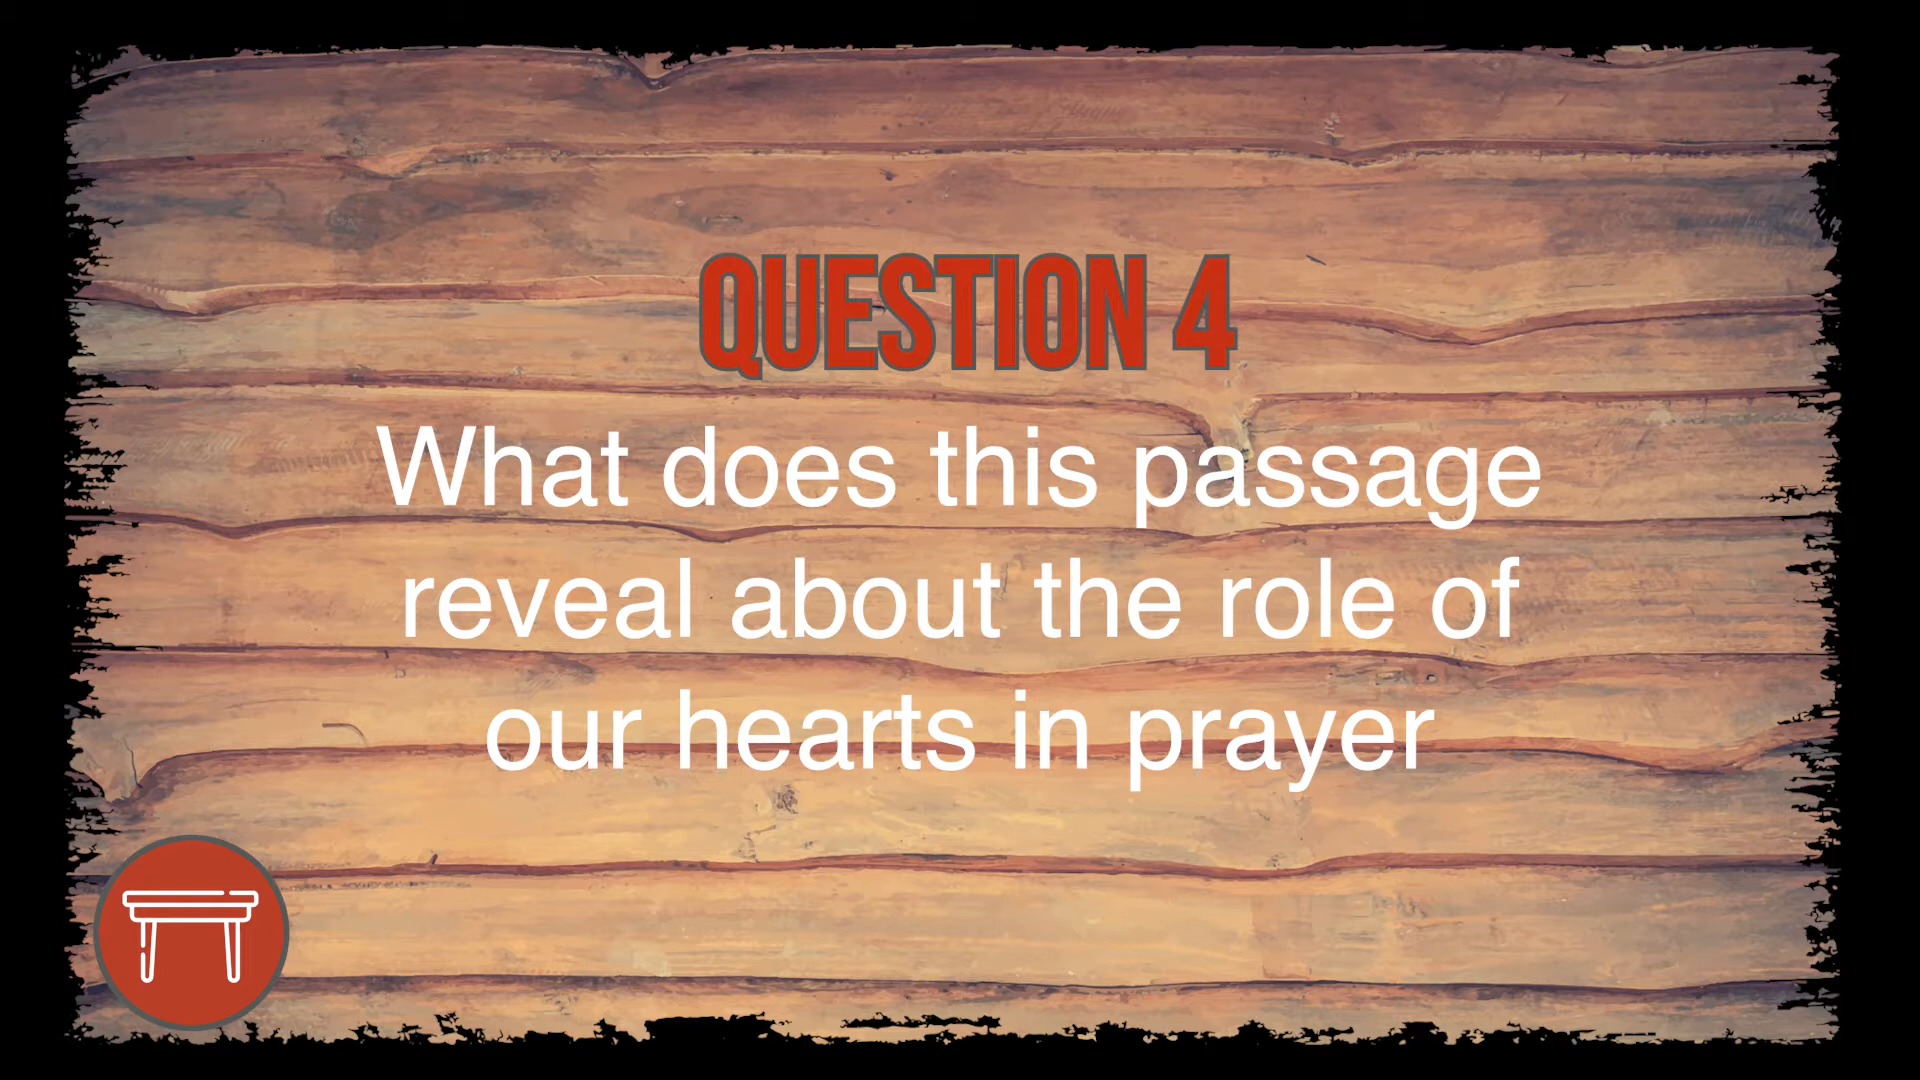 QUESTION 4
What does this passage
reveal about the role of
our hearts in prayer